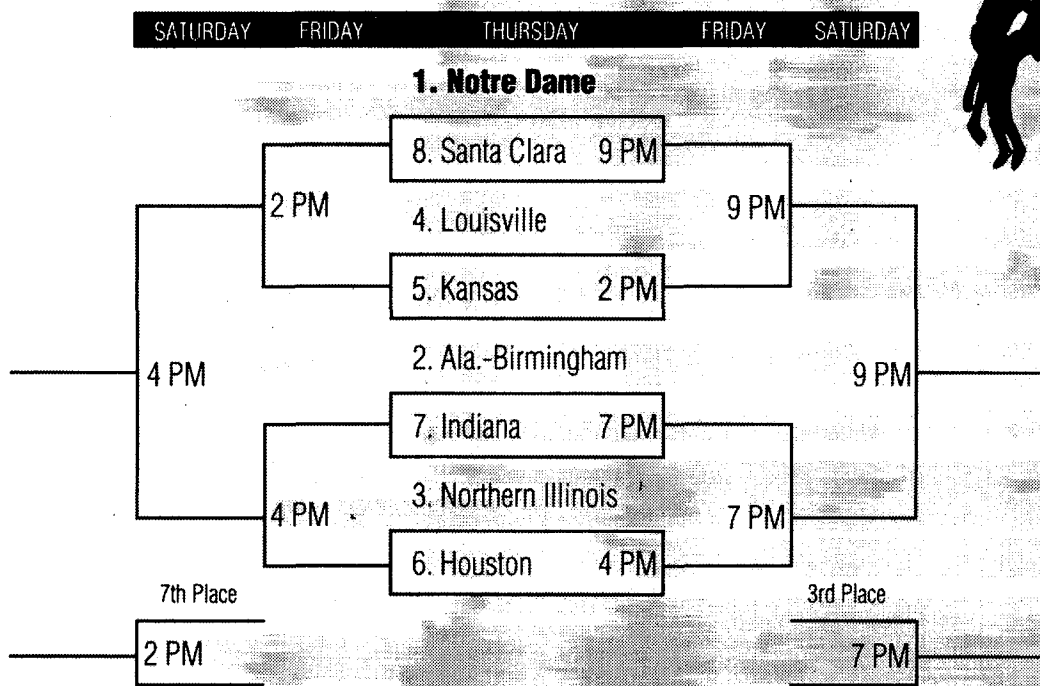 SATURDAY FRIDAY THURSDAY FRIDAY SATURDAY
1. Notre Dame
8. Santa Clara 9 PM
2 PM
4. Louisville
9 PM
5. Kansas 2 PM
2. Ala.-Birmingham
4 PM
9 PM
7. Indiana 7 PM
3. Northern Illinois
4 PM
7 PM
6. Houston 4 PM
7th Place
3rd Place
2 PM
7 PM